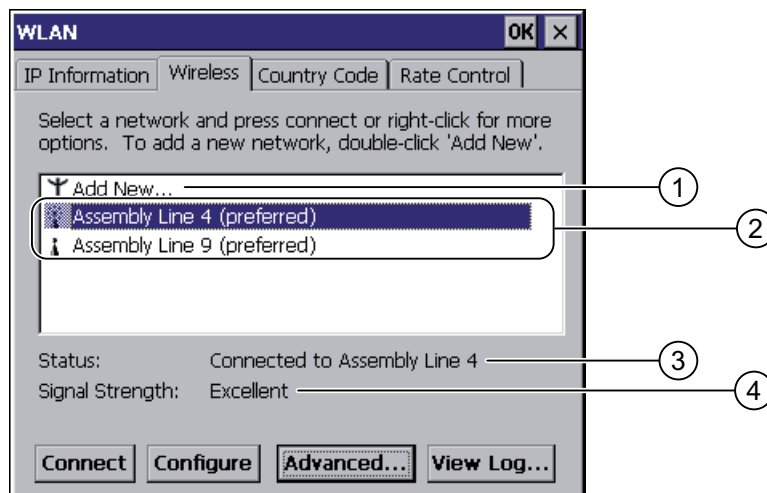 WLAN OK ×
IP Information Wireless Country Code Rate Control
Select a network and press connect or right-click for more
options. To add a new network, double-click 'Add New'.
Add New... 1
Assembly Line 4 (preferred) 2
Assembly Line 9 (preferred)
Status: Connected to Assembly Line 4 3
Signal Strength: Excellent 4
Connect Configure Advanced... View Log...